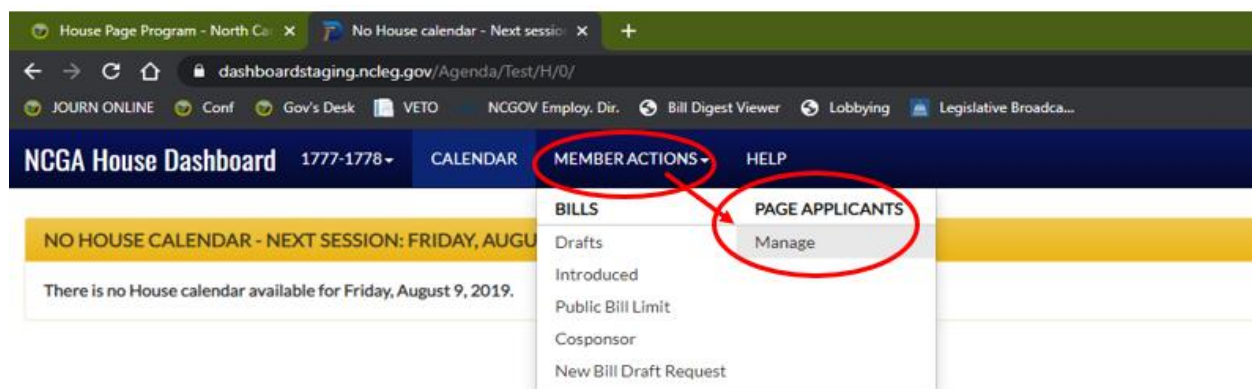 House Page Program - North Ca
No House calendar - Next sessio
dashboardstaging.ncleg.gov/Agenda/Test/H/0/
JOURN ONLINE Conf Gov's Desk VETO NCGOV Employ. Dir. Bill Digest Viewer Lobbying Legislative Broadca...
NCGA House Dashboard 1777-1778 CALENDAR MEMBER ACTIONS HELP
BILLS PAGE APPLICANTS
NO HOUSE CALENDAR - NEXT SESSION: FRIDAY, AUGU
Drafts Manage
Introduced
There is no House calendar available for Friday, August 9, 2019.
Public Bill Limit
Cosponsor
New Bill Draft Request